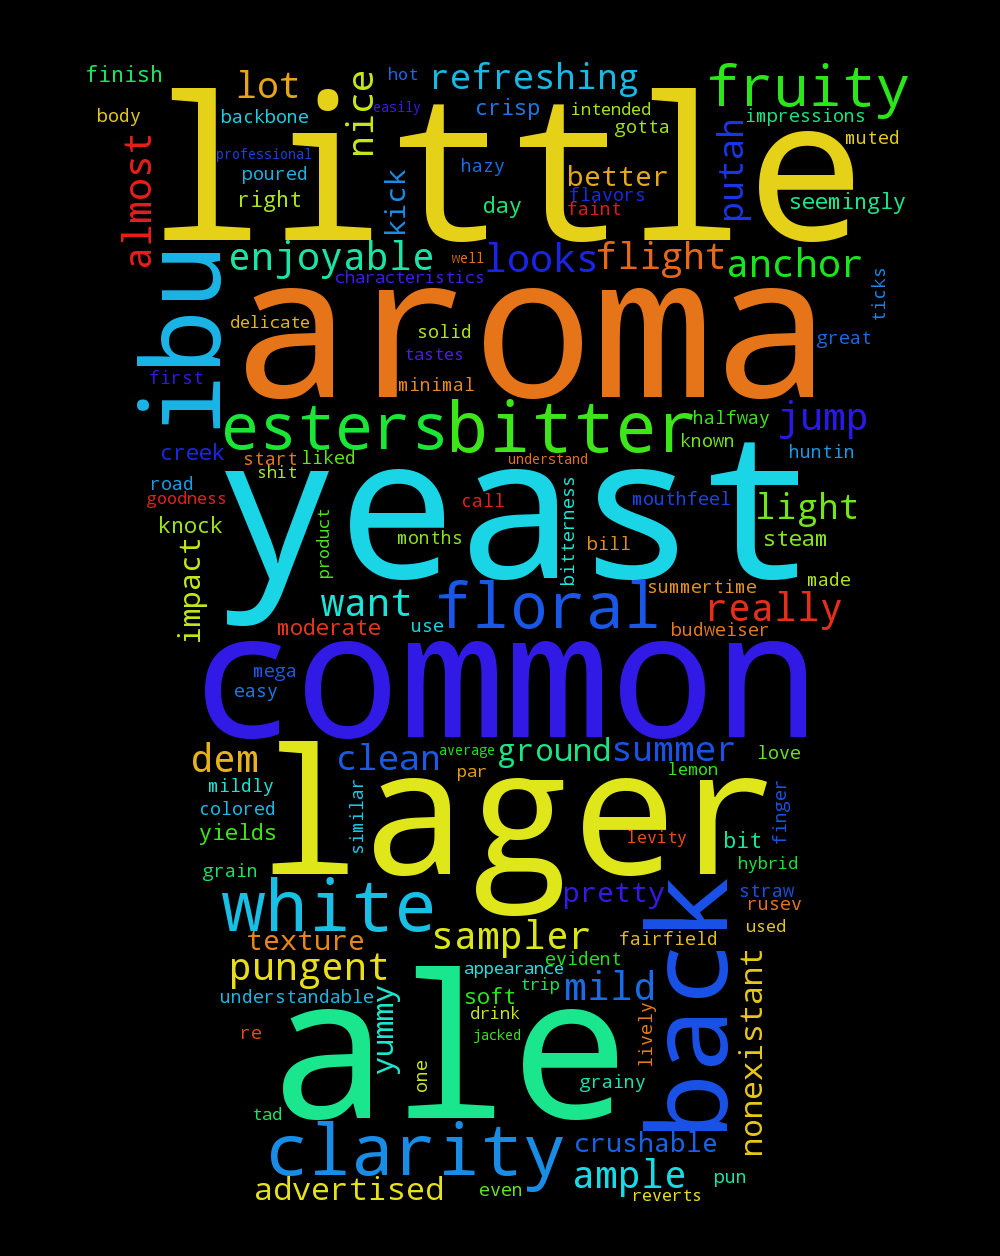 finish
lot
nice
hot
refreshing
fruity
body
backbone
easily
crisp
intended
impressions
little
gotta
muted
almost
professional
poured
right
kick
hazy
day
better
flavors
faint
putah
seemingly
ibu
enjoyable
well
looks
flight
anchor
characteristics
ticks
aroma
delicate
solid
tastes
minimal
great
first
esters
bitter
halfway
known
jump
creek
start
liked
shit
understand
huntin
road
goodness
yeast
call
mouthfeel
light
knock
product
months
bitterness
bill
steam
impact
want
floral
summertime
made
really
moderate
use
budweiser
common
mega
easy
dem
clean
average
ground
summer
love
par
lemon
mildly
colored
yields
similar
lager
levity
bit
finger
grain
hybrid
white
pretty
straw
rusev
back
used
texture
sampler
fairfield
pungent
appearance
evident
trip
mild
understandable
soft
drink
jacked
yummy
ale
re
one
lively
grainy
nonexistant
tad
clarity
crushable
advertised
even
ample
pun
reverts